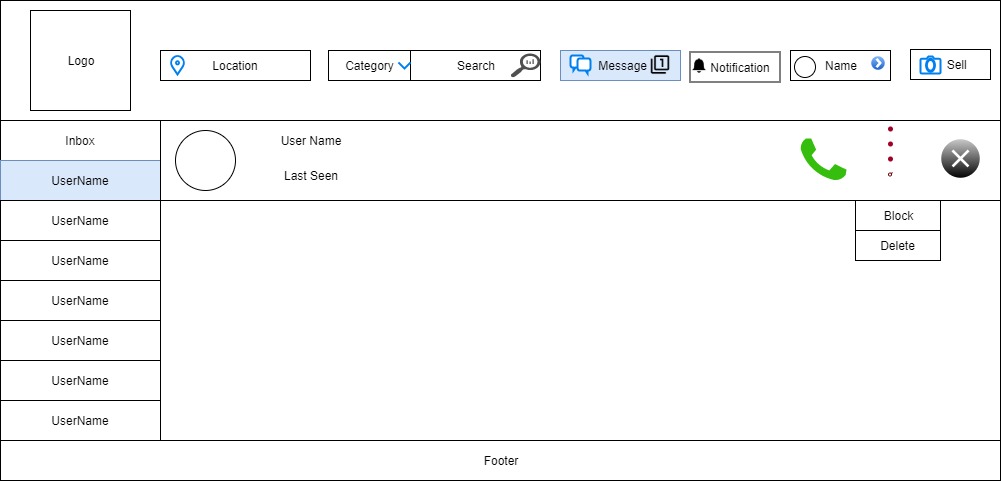 Logo
Location
Category
Search
Message
1
Notification
Name
Sell
Inbox
UserName
UserName
UserName
UserName
UserName
UserName
UserName
User Name
Last Seen
Block
Delete
Footer